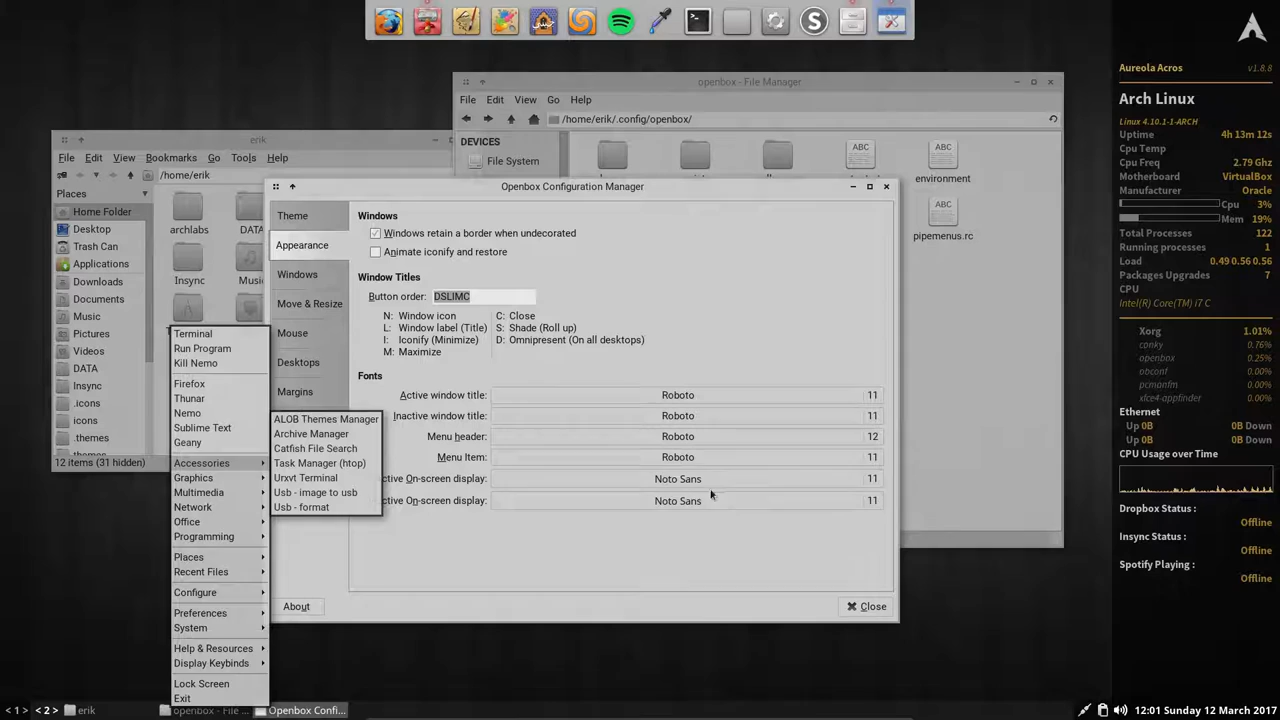 openbox - File Manager
File Edit View Go Help
/home/erik/.config/openbox/
DEVICES
File System
ABC
ABC
environment
ABC
pipemenus.rc
erik
File Edit View Bookmarks Go Tools Help
/home/erik
Places
Home Folder
Desktop
Trash Can
Applications
Downloads
Documents
Music
Pictures
Videos
DATA
Insync
.icons
icons
.themes
archlabs
DATA
Insync
Music
12 items (31 hidden)
Openbox Configuration Manager
Theme
Appearance
Windows
Move & Resize
Mouse
Desktops
Margins
Windows
Windows retain a border when undecorated
Animate iconify and restore
Window Titles
Button order: DSLIMC
N: Window icon C: Close
L: Window label (Title) S: Shade (Roll up)
I: Iconify (Minimize) D: Omnipresent (On all desktops)
M: Maximize
Fonts
Active window title: Roboto 11
Inactive window title: Roboto 11
Menu header: Roboto 12
Menu Item: Roboto 11
ctive On-screen display: Noto Sans 11
ctive On-screen display: Noto Sans 11
About
Close
Terminal
Run Program
Kill Nemo
Firefox
Thunar
Nemo
Sublime Text
Geany
Accessories
Graphics
Multimedia
Network
Office
Programming
Places
Recent Files
Configure
Preferences
System
Help & Resources
Display Keybinds
Lock Screen
Exit
ALOB Themes Manager
Archive Manager
Catfish File Search
Task Manager (htop)
Urxvt Terminal
Usb - image to usb
Usb - format
Aureola Acros v1.8.8
Arch Linux
Linux 4.10.1-1-ARCH
Uptime 4h 13m 12s
Cpu Temp
Cpu Freq 2.79 Ghz
Motherboard VirtualBox
Manufacturer Oracle
Cpu 3%
Mem 19%
Total Processes 122
Running processes 1
Load 0.49 0.56 0.56
Packages Upgrades 7
CPU
Intel(R) Core(TM) i7 C
Xorg 1.01%
conky 0.76%
openbox 0.25%
obconf 0.00%
pcmanfm 0.00%
xfce4-appfinder 0.00%
Ethernet
Up 0B 0B Down
Up 0B 0B Down
CPU Usage over Time
Dropbox Status :
Offline
Insync Status :
Offline
Spotify Playing :
Offline
< 1 > < 2 > erik openbox - File ... Openbox Confi...
12:01 Sunday 12 March 2017